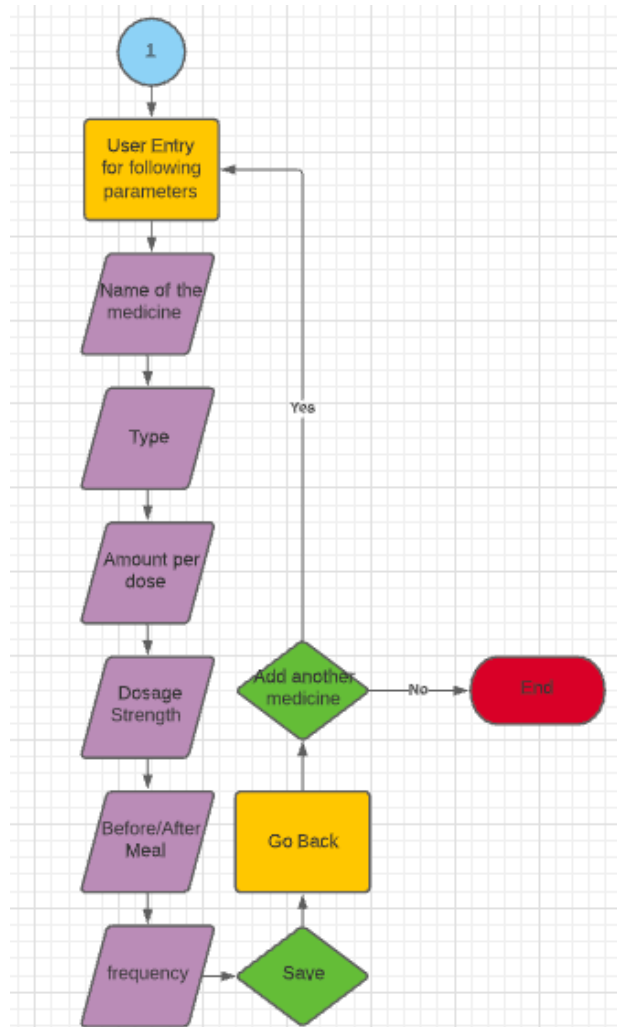 1
User Entry
for following
parameters
Name of the
medicine
Type
Amount per
dose
Dosage
Strength
Before/After
Meal
frequency
Save
Go Back
Add another
medicine
Yes
No
End